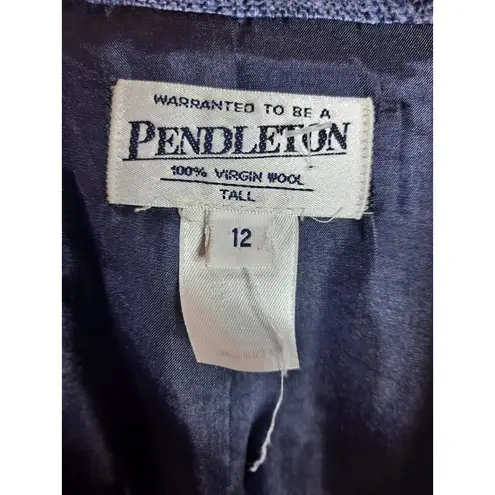 WARRANTED TO BE A
PENDLETON
100% VIRGIN WOOL
TALL
12